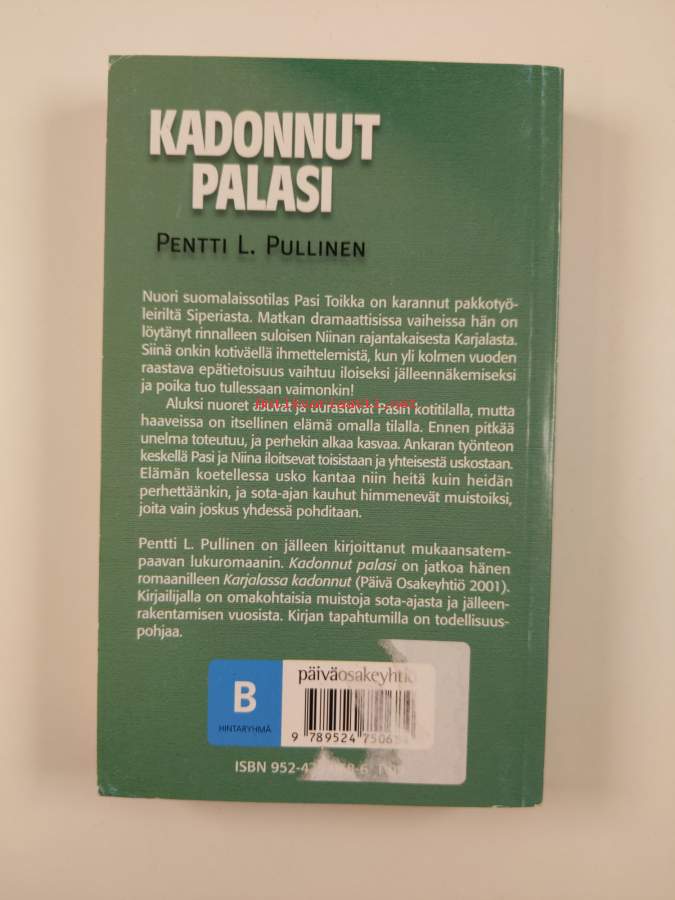 KADONNUT
PALASI
PENTTI L. PULLINEN
Nuori suomalaissotilas Pasi Toikka on karannut pakkotyö-
leiriltä Siperiasta. Matkan dramaattisissa vaiheissa hän on
löytänyt rinnalleen suloisen Niinan rajantakaisesta Karjalasta.
Siinä onkin kotiväellä ihmettelemistä, kun yli kolmen vuoden
raastava epätietoisuus vaihtuu iloiseksi jälleennäkemiseksi
ja poika tuo tullessaan vaimonkin!
Aluksi nuoret asuvat ja uurastavat Pasin kotitilalla, mutta
haaveissa on itsellinen elämä omalla tilalla. Ennen pitkää
unelma toteutuu, ja perhekin alkaa kasvaa. Ankaran työnteon
keskellä Pasi ja Niina iloitsevat toisistaan ja yhteisestä uskostaan.
Elämän koetellessa usko kantaa niin heitä kuin heidän
perhettäänkin, ja sota-ajan kauhut himmenevät muistoiksi,
joita vain joskus yhdessä pohditaan.
Pentti L. Pullinen on jälleen kirjoittanut mukaansatem-
paavan lukuromaanin. Kadonnut palasi on jatkoa hänen
romaanilleen Karjalassa kadonnut (Päivä Osakeyhtiö 2001).
Kirjailijalla on omakohtaisia muistoja sota-ajasta ja jälleen-
rakentamisen vuosista. Kirjan tapahtumilla on todellisuus-
pohjaa.
B
HINTARYHMÄ
päiväosakeyhtiö
9 789524 7506
ISBN 952-4